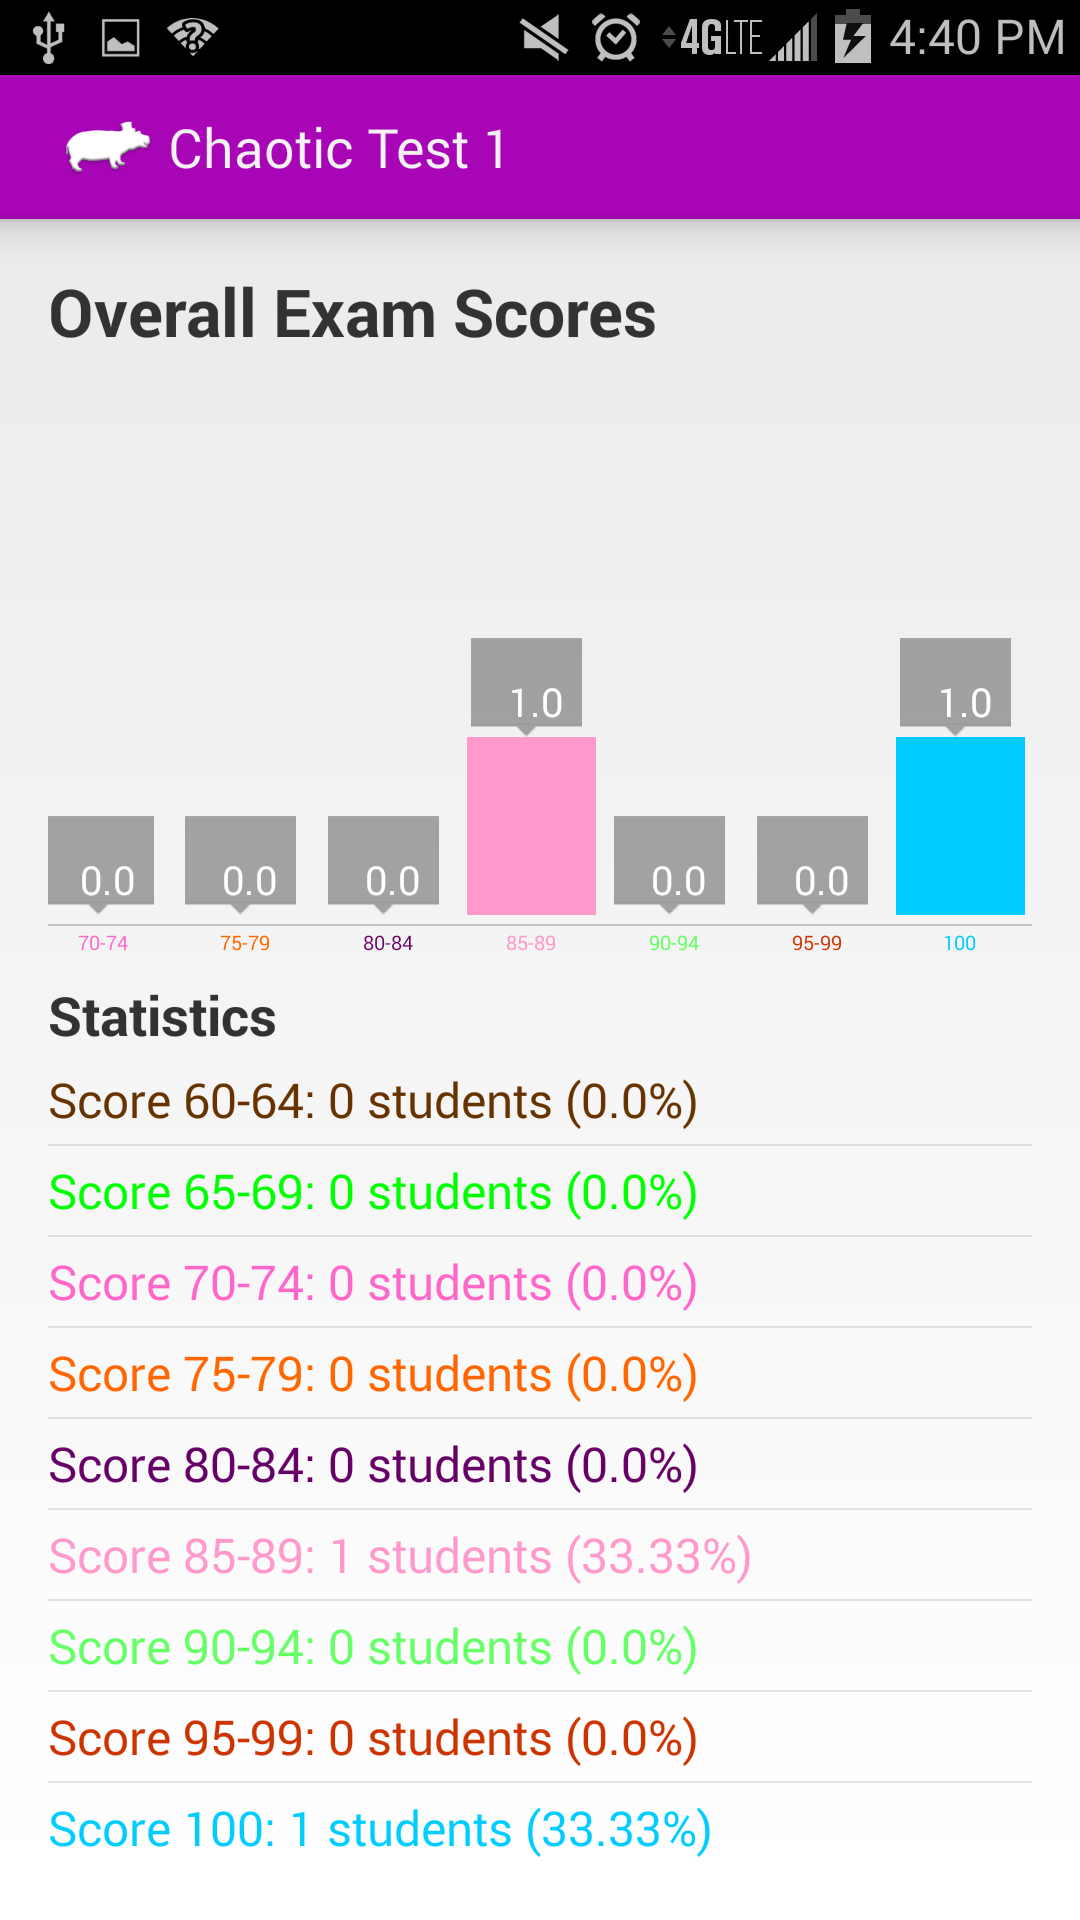 4G LTE 4:40 PM
Chaotic Test 1
Overall Exam Scores
1.0 1.0
0.0 0.0 0.0 0.0 0.0
70-74 75-79 80-84 85-89 90-94 95-99 100
Statistics
Score 60-64: 0 students (0.0%)
Score 65-69: 0 students (0.0%)
Score 70-74: 0 students (0.0%)
Score 75-79: 0 students (0.0%)
Score 80-84: 0 students (0.0%)
Score 85-89: 1 students (33.33%)
Score 90-94: 0 students (0.0%)
Score 95-99: 0 students (0.0%)
Score 100: 1 students (33.33%)